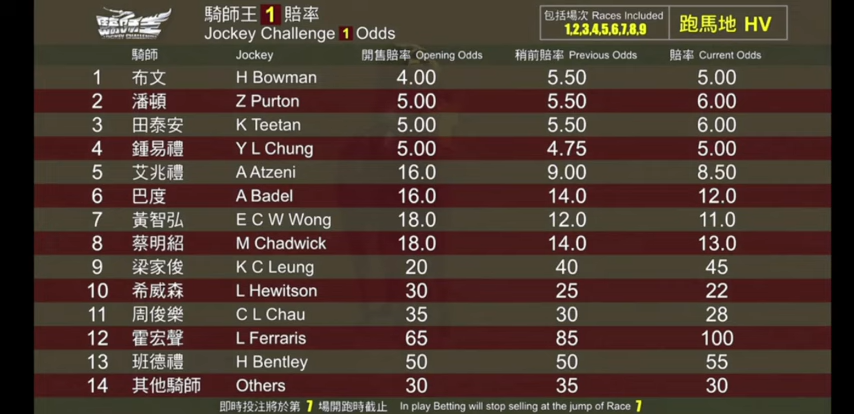 騎師王 1 賠率
Jockey Challenge 1 Odds
包括場次 Races Included
1,2,3,4,5,6,7,8,9
跑馬地 HV
騎師 Jockey 開售賠率 Opening Odds 稍前賠率 Previous Odds 賠率 Current Odds
1 布文 H Bowman 4.00 5.50 5.00
2 潘頓 Z Purton 5.00 5.50 6.00
3 田泰安 K Teetan 5.00 5.50 6.00
4 鍾易禮 Y L Chung 5.00 4.75 5.00
5 艾兆禮 A Atzeni 16.0 9.00 8.50
6 巴度 A Badel 16.0 14.0 12.0
7 黃智弘 E C W Wong 18.0 12.0 11.0
8 蔡明紹 M Chadwick 18.0 14.0 13.0
9 梁家俊 K C Leung 20 40 45
10 希威森 L Hewitson 30 25 22
11 周俊樂 C L Chau 35 30 28
12 霍宏聲 L Ferraris 65 85 100
13 班德禮 H Bentley 50 50 55
14 其他騎師 Others 30 35 30
即時投注將於第 7 場開跑時截止 In play Betting will stop selling at the jump of Race 7